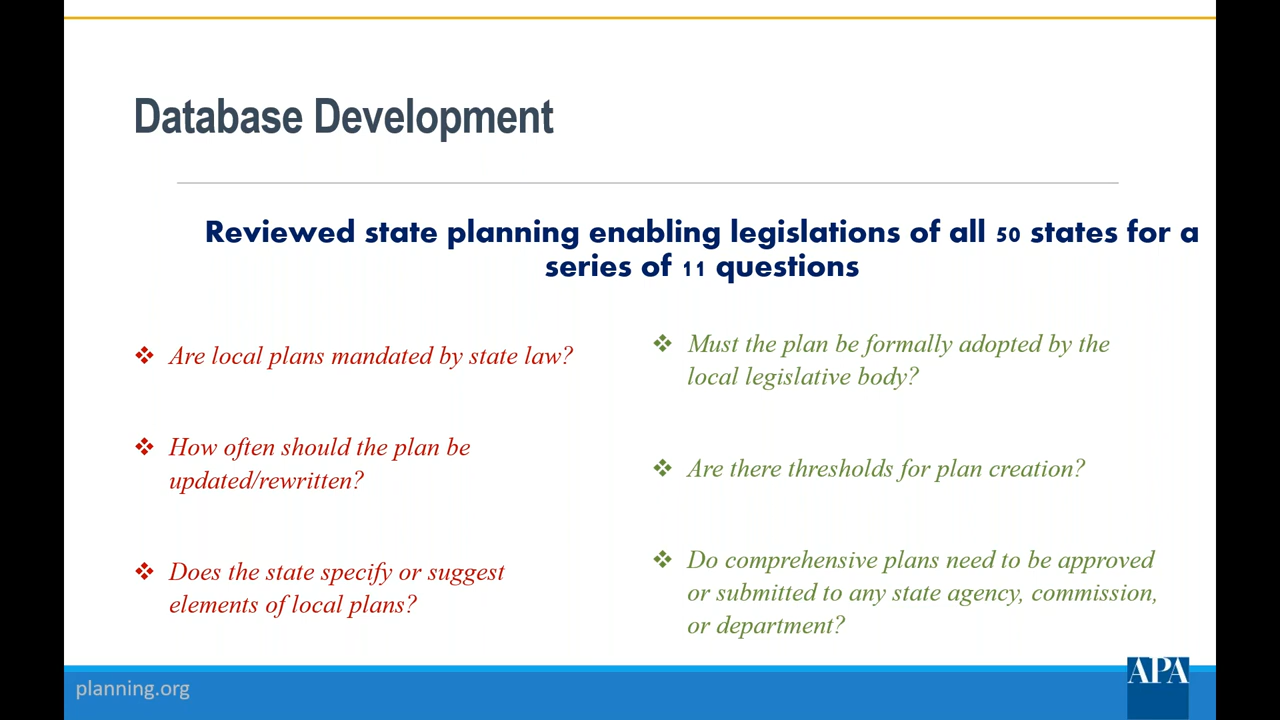 Database Development
Reviewed state planning enabling legislations of all 50 states for a
series of 11 questions
❖ Are local plans mandated by state law?
❖ How often should the plan be
updated/rewritten?
❖ Does the state specify or suggest
elements of local plans?
❖ Must the plan be formally adopted by the
local legislative body?
❖ Are there thresholds for plan creation?
❖ Do comprehensive plans need to be approved
or submitted to any state agency, commission,
or department?
planning.org
APA